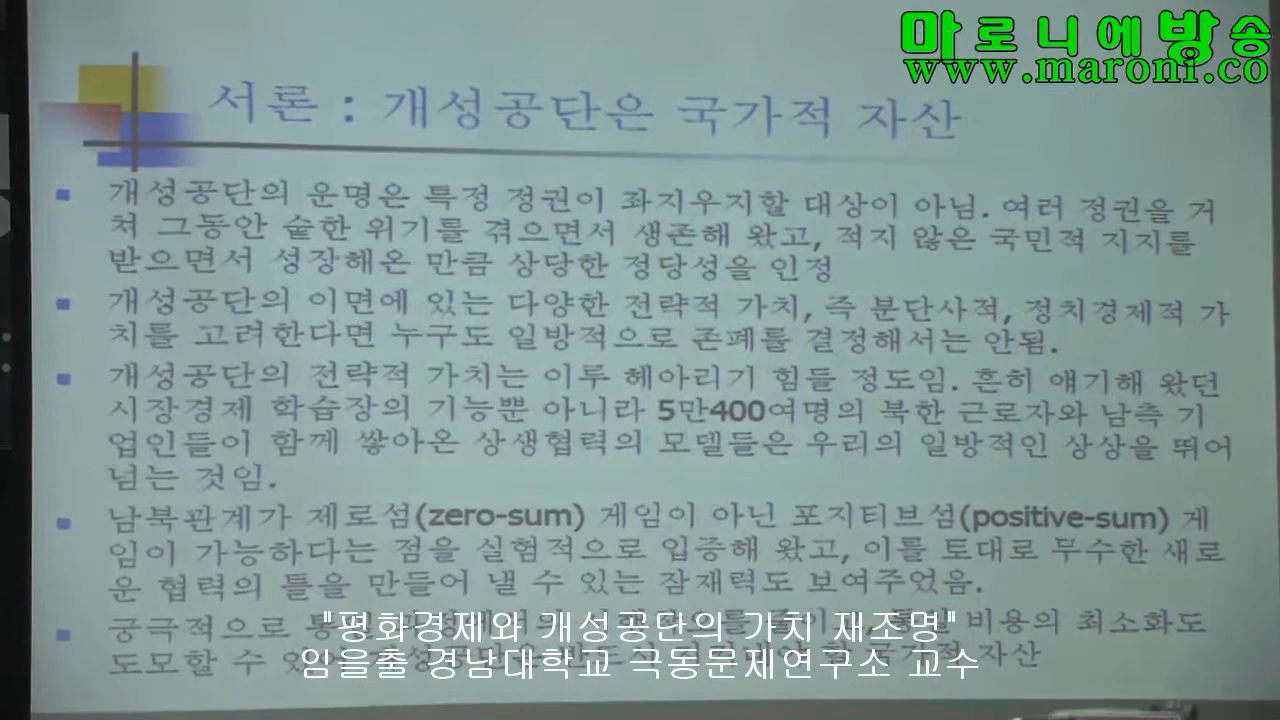 마로니에방송
www.maroni.co
서론 : 개성공단은 국가적 자산
개성공단의 운명은 특정 정권이 좌지우지할 대상이 아님. 여러 정권을 거
쳐 그동안 숱한 위기를 겪으면서 생존해 왔고, 적지 않은 국민적 지지를
받으면서 성장해온 만큼 상당한 정당성을 인정
개성공단의 이면에 있는 다양한 전략적 가치, 즉 분단사적, 정치경제적 가
치를 고려한다면 누구도 일방적으로 존폐를 결정해서는 안됨.
개성공단의 전략적 가치는 이루 헤아리기 힘들 정도임. 흔히 얘기해 왔던
시장경제 학습장의 기능뿐 아니라 5만400여명의 북한 근로자와 남측 기
업인들이 함께 쌓아온 상생협력의 모델들은 우리의 일방적인 상상을 뛰어
넘는 것임.
남북관계가 제로섬(zero-sum) 게임이 아닌 포지티브섬(positive-sum) 게
임이 가능하다는 점을 실험적으로 입증해 왔고, 이를 토대로 무수한 새로
운 협력의 틀을 만들어 낼 수 있는 잠재력도 보여주었음.
궁극적으로 비용의 최소화도
도모할 수 자산
"평화경제와 개성공단의 가치 재조명"
임을출 경남대학교 극동문제연구소 교수